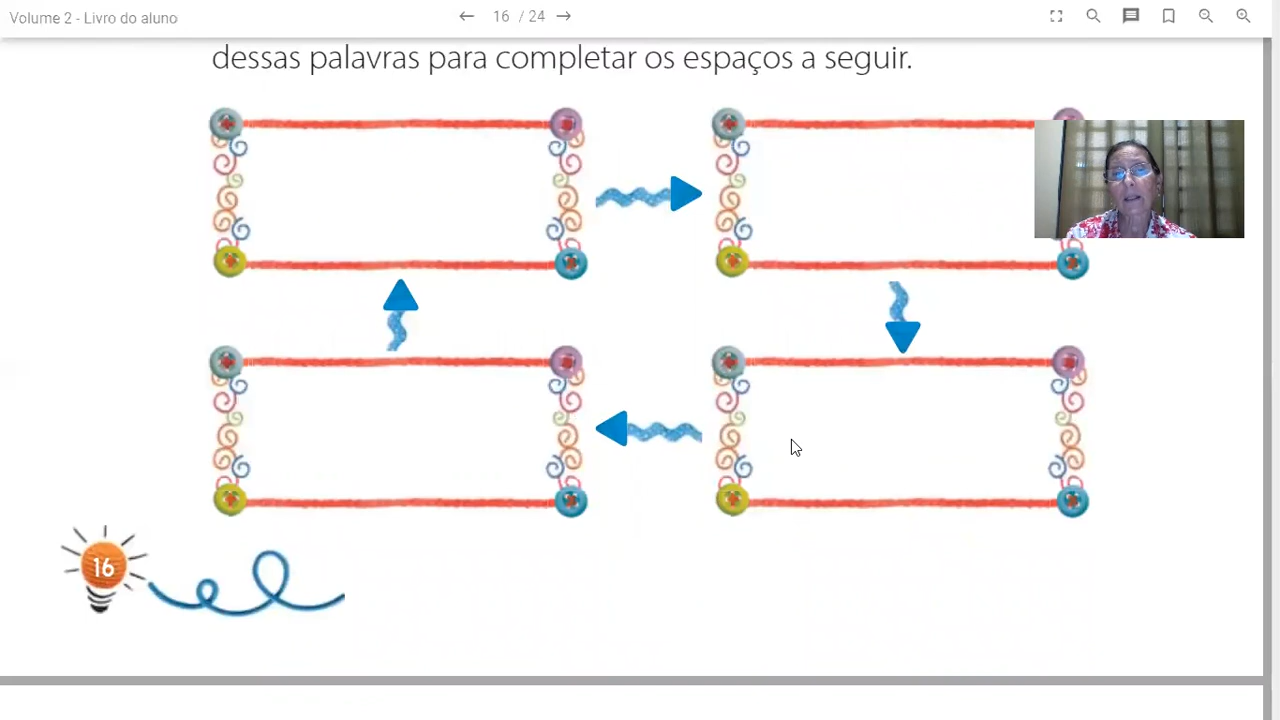 Volume 2 - Livro do aluno
16 / 24
dessas palavras para completar os espaços a seguir.
16